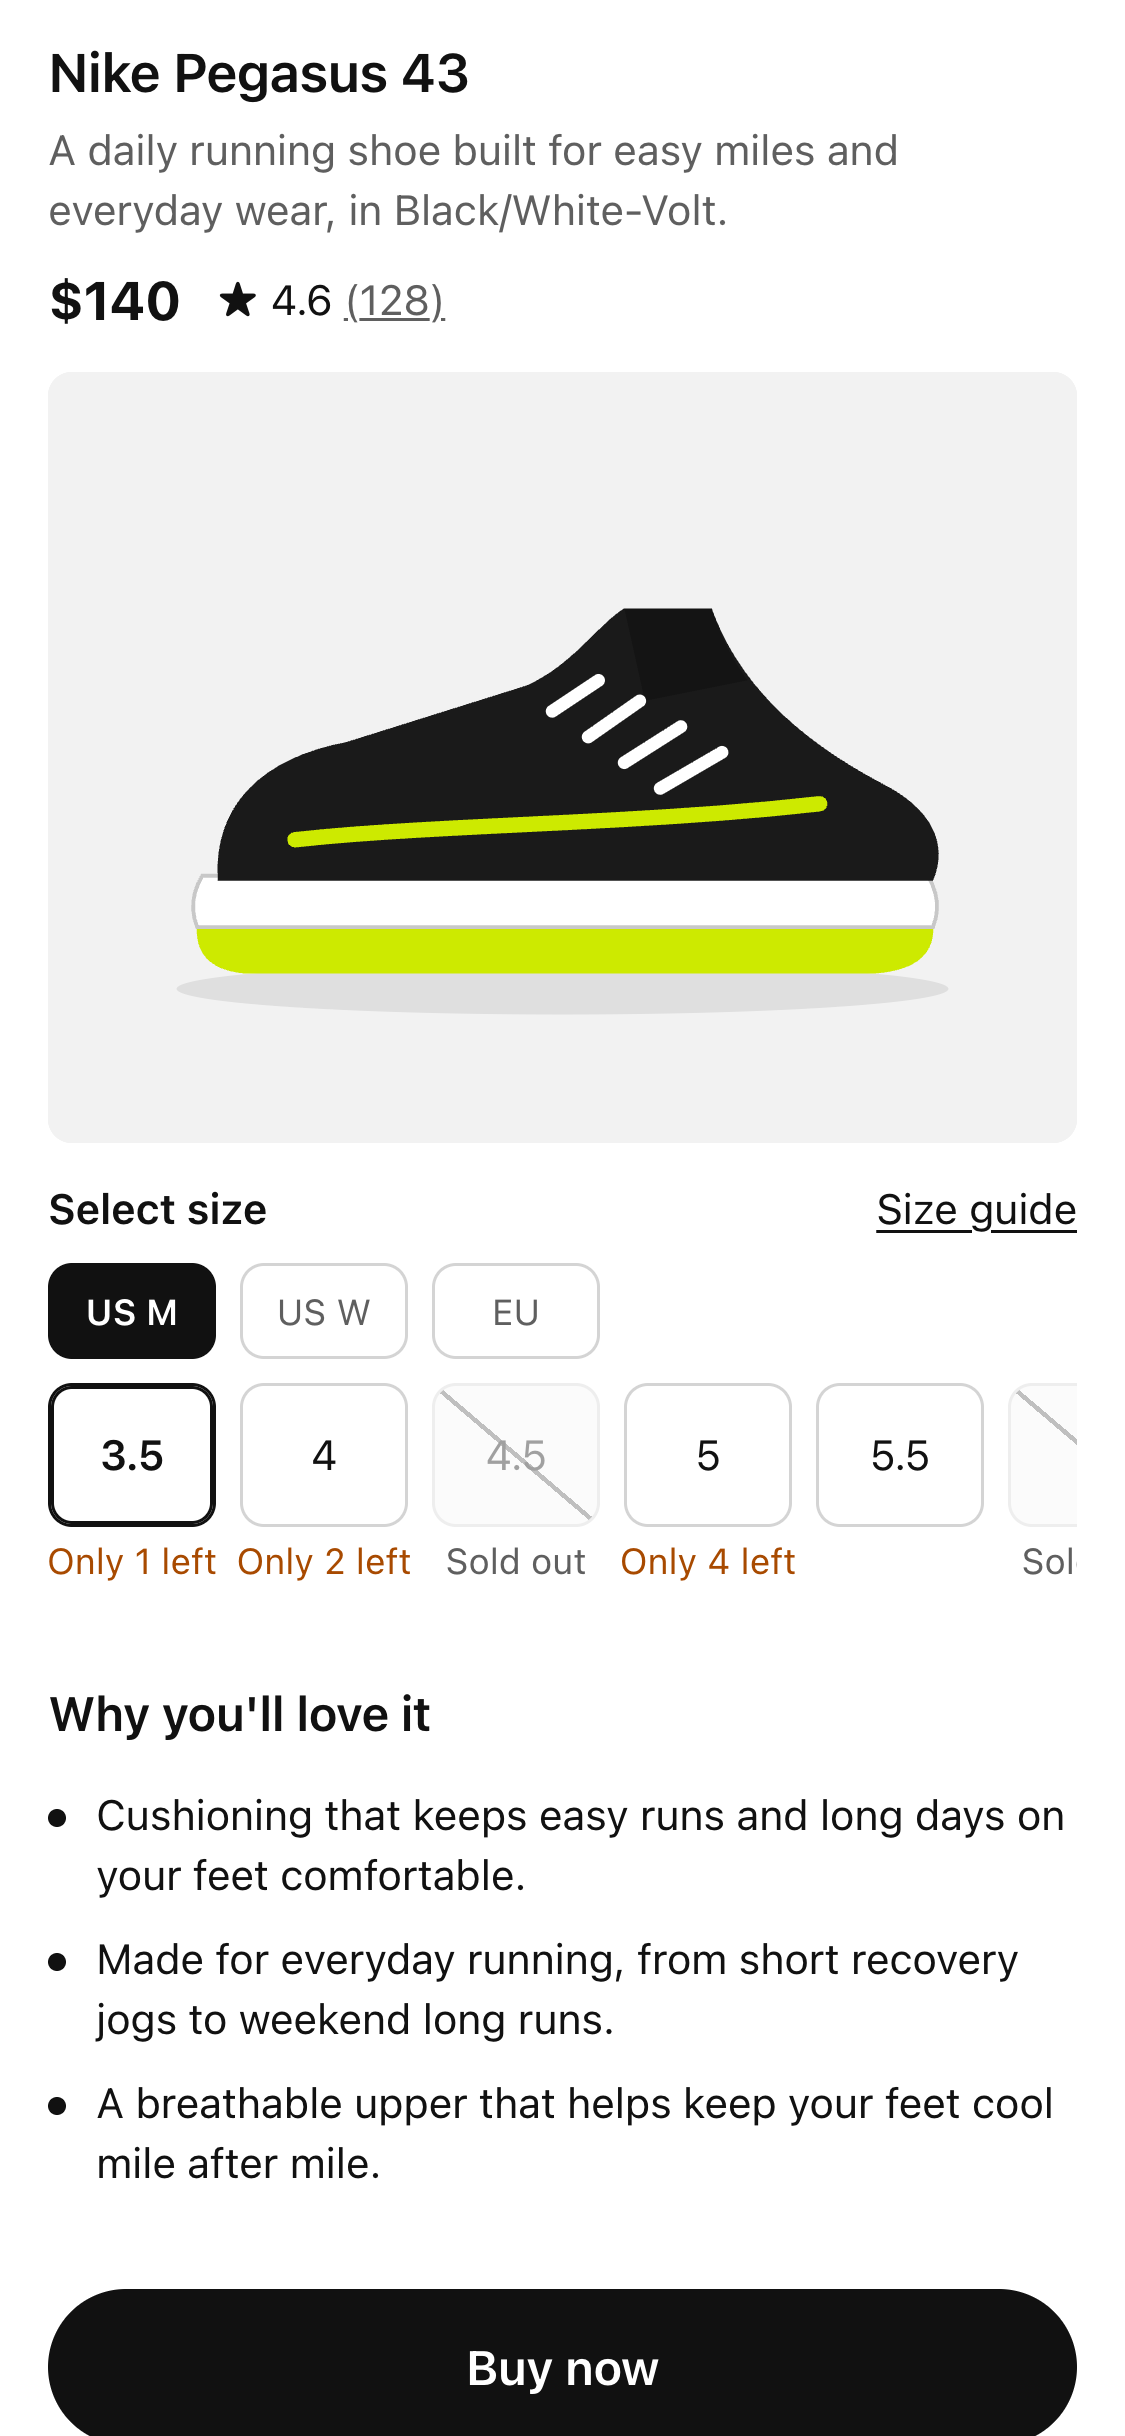 Nike Pegasus 43
A daily running shoe built for easy miles and
everyday wear, in Black/White-Volt.
$140 ★ 4.6 (128)
Select size Size guide
US M US W EU
3.5 4 4.5 5 5.5
Only 1 left Only 2 left Sold out Only 4 left
Why you'll love it
• Cushioning that keeps easy runs and long days on
your feet comfortable.
• Made for everyday running, from short recovery
jogs to weekend long runs.
• A breathable upper that helps keep your feet cool
mile after mile.
Buy now